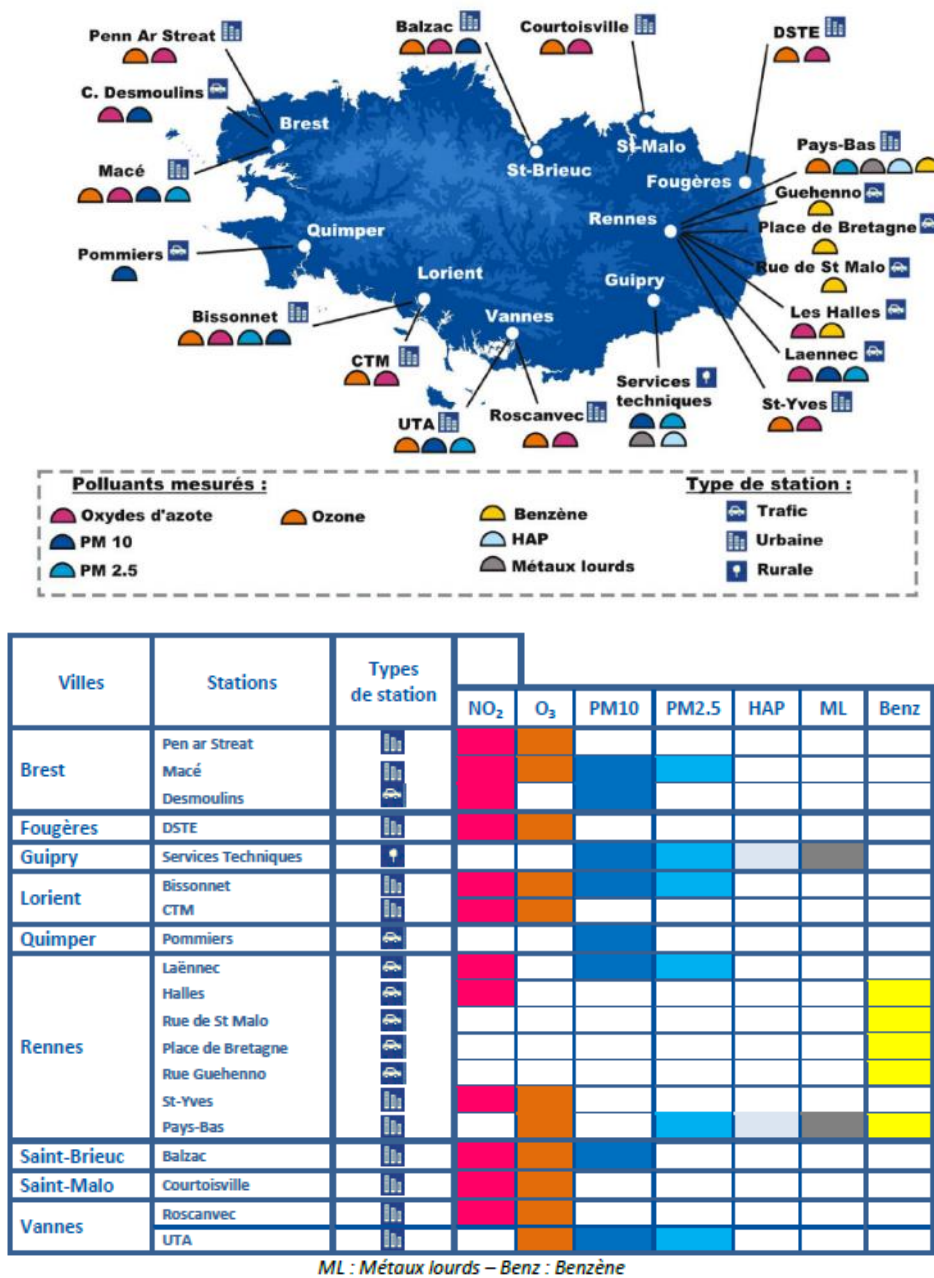 Penn Ar Streat
Balzac
Courtoisville
DSTE
C. Desmoulins
Brest
St-Malo
Pays-Bas
Macé
St-Brieuc
Fougères
Guehenno
Rennes
Place de Bretagne
Quimper
Pommiers
Rue de St Malo
Lorient
Guipry
Bissonnet
Vannes
Les Halles
CTM
Laennec
Services
techniques
UTA
Roscanvec
St-Yves
Polluants mesurés :
Type de station :
Oxydes d'azote
Ozone
Benzène
Trafic
PM 10
HAP
Urbaine
PM 2.5
Métaux lourds
Rurale
Villes Stations Types
de station
NO₂ O₃ PM10 PM2.5 HAP ML Benz
Pen ar Streat
Brest Macé
Desmoulins
Fougères DSTE
Guipry Services Techniques
Lorient Bissonnet
CTM
Quimper Pommiers
Laënnec
Halles
Rue de St Malo
Rennes Place de Bretagne
Rue Guehenno
St-Yves
Pays-Bas
Saint-Brieuc Balzac
Saint-Malo Courtoisville
Vannes Roscanvec
UTA
ML : Métaux lourds – Benz : Benzène